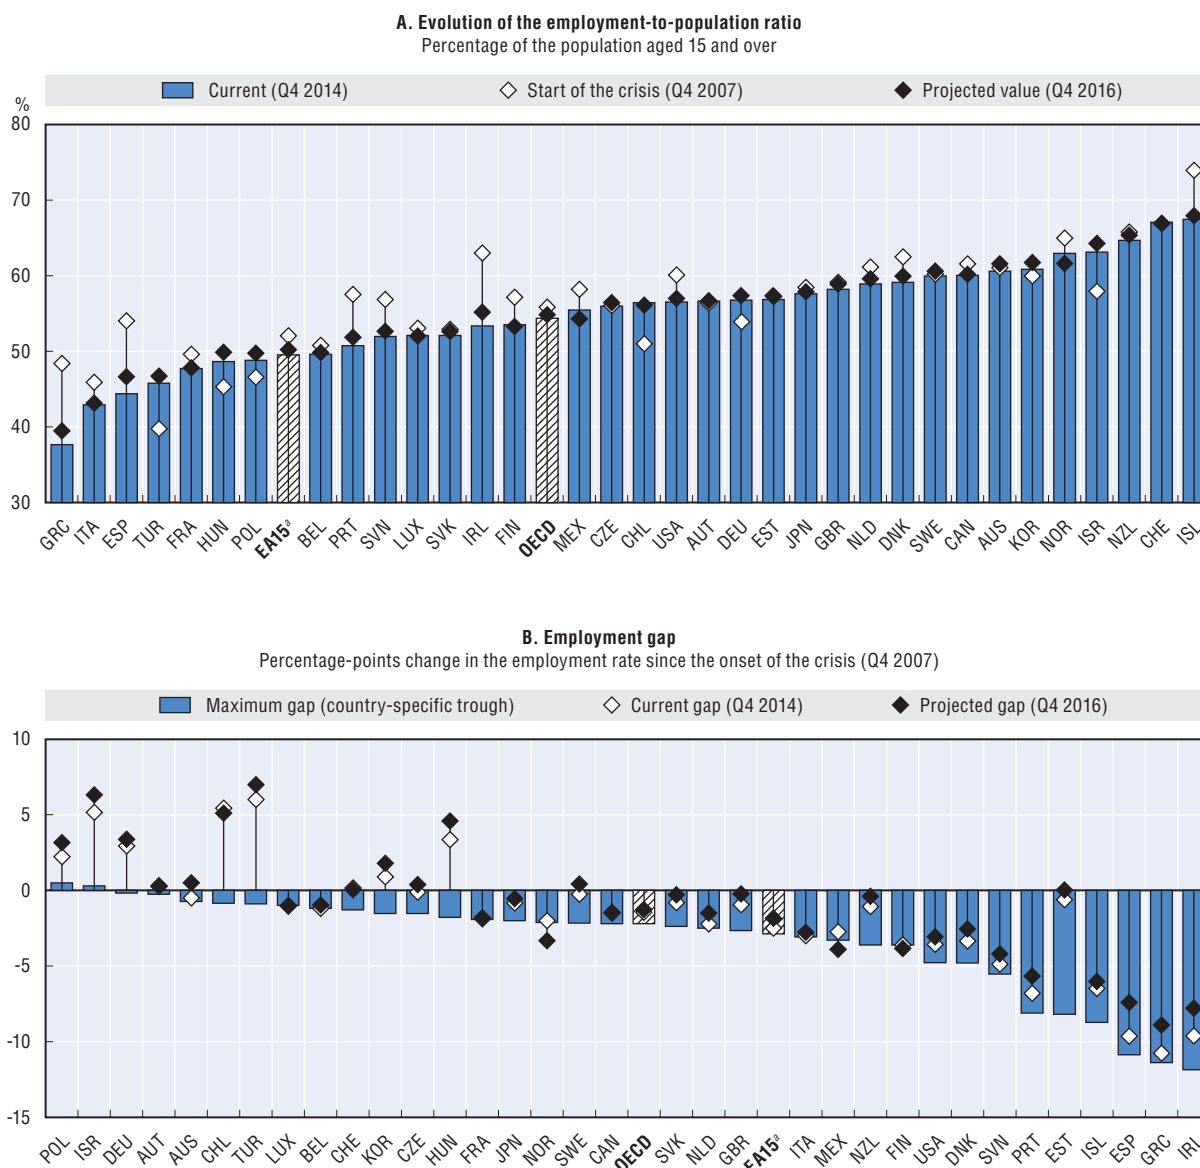 A. Evolution of the employment-to-population ratio
Percentage of the population aged 15 and over
Current (Q4 2014) Start of the crisis (Q4 2007) Projected value (Q4 2016)
%
80
70
60
50
40
30
GRC ITA ESP TUR FRA HUN POL EA15ᵃ BEL PRT SVN LUX SVK IRL FIN OECD MEX CZE CHL USA AUT DEU EST JPN GBR NLD DNK SWE CAN AUS KOR NOR ISR NZL CHE ISL
B. Employment gap
Percentage-points change in the employment rate since the onset of the crisis (Q4 2007)
Maximum gap (country-specific trough) Current gap (Q4 2014) Projected gap (Q4 2016)
10
5
0
-5
-10
-15
POL ISR DEU AUT AUS CHL TUR LUX BEL CHE KOR CZE HUN FRA JPN NOR SWE CAN OECD SVK NLD GBR EA15ᵃ ITA MEX NZL FIN USA DNK SVN PRT EST ISL ESP GRC IRL